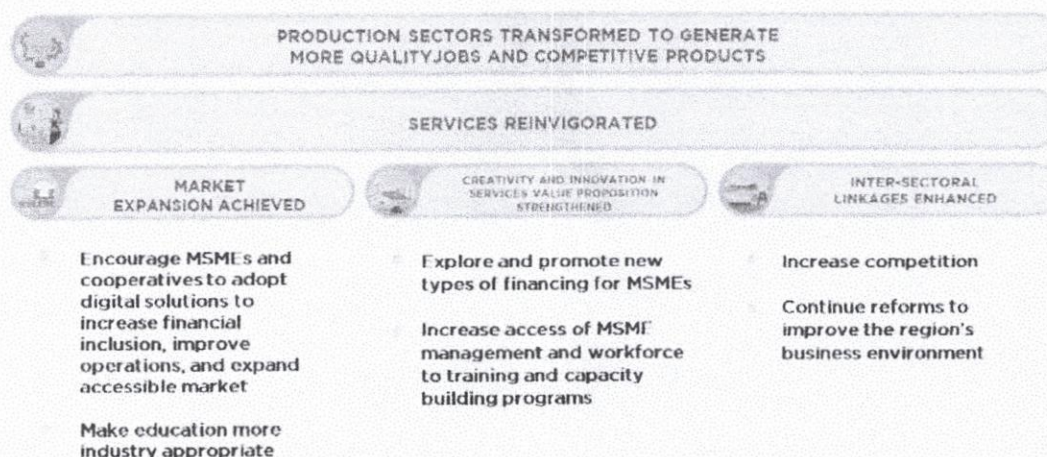 PRODUCTION SECTORS TRANSFORMED TO GENERATE
MORE QUALITYJOBS AND COMPETITIVE PRODUCTS
SERVICES REINVIGORATED
MARKET
EXPANSION ACHIEVED
CREATIVITY AND INNOVATION IN
SERVICES VALUE PROPOSITION
STRENGTHENED
INTER-SECTORAL
LINKAGES ENHANCED
Encourage MSMEs and
cooperatives to adopt
digital solutions to
increase financial
inclusion, improve
operations, and expand
accessible market
Make education more
industry appropriate
Explore and promote new
types of financing for MSMEs
Increase access of MSME
management and workforce
to training and capacity
building programs
Increase competition
Continue reforms to
improve the region's
business environment